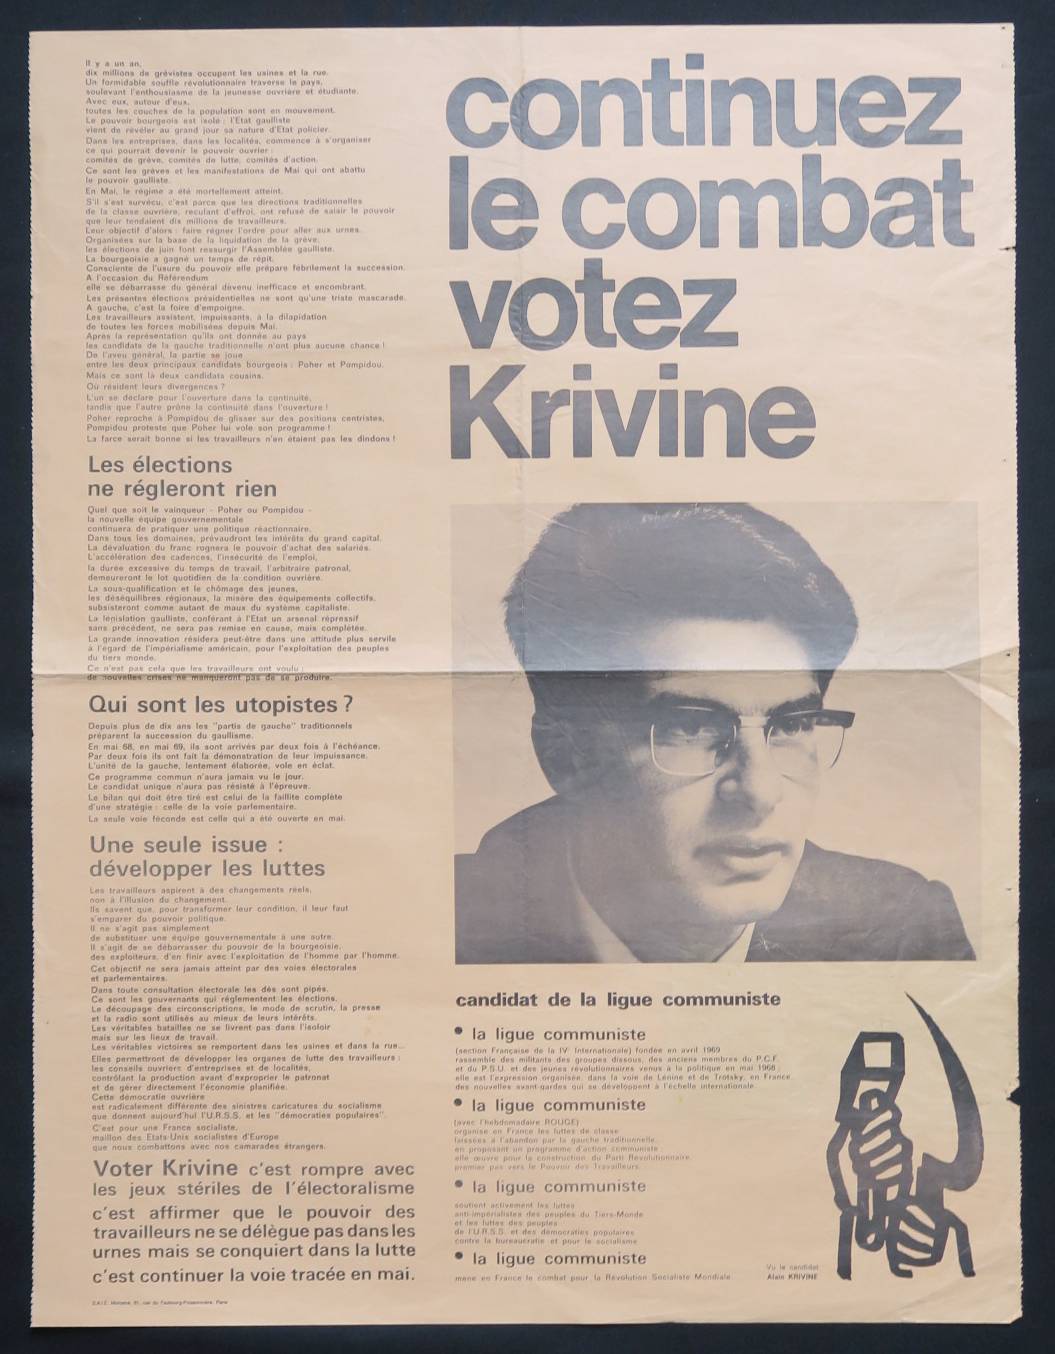 Il y a un an,
dix millions de grévistes occupent les usines et la rue.
Un formidable souffle révolutionnaire traverse le pays,
soulevant l'enthousiasme de la jeunesse ouvrière et étudiante.
Avec eux, autour d'eux,
toutes les couches de la population sont en mouvement.
Le pouvoir bourgeois est isolé : l'Etat gaulliste
vient de révéler au grand jour sa nature d'Etat policier.
Dans les entreprises, dans les localités, commence à s'organiser
ce qui pourrait devenir le pouvoir ouvrier :
comités de grève, comités de lutte, comités d'action.
Ce sont les grèves et les manifestations de Mai qui ont abattu
le pouvoir gaulliste.
En Mai, le régime a été mortellement atteint.
S'il s'est survécu, c'est parce que les directions traditionnelles
de la classe ouvrière, reculant d'effroi, ont refusé de saisir le pouvoir
que leur tendaient dix millions de travailleurs.
Leur objectif d'alors : faire régner l'ordre pour aller aux urnes.
Organisées sur la base de la liquidation de la grève,
les élections de juin font ressurgir l'Assemblée gaulliste.
La bourgeoisie a gagné un temps de répit.
Consciente de l'usure du pouvoir elle prépare fébrilement la succession.
A l'occasion du Référendum
elle se débarrasse du général devenu inefficace et encombrant.
Les présentes élections présidentielles ne sont qu'une triste mascarade.
A gauche, c'est la foire d'empoigne.
Les travailleurs assistent, impuissants, à la dilapidation
de toutes les forces mobilisées depuis Mai.
Après la représentation qu'ils ont donnée au pays
les candidats de la gauche traditionnelle n'ont plus aucune chance !
De l'aveu général, la partie se joue
entre les deux principaux candidats bourgeois : Poher et Pompidou.
Mais ce sont là deux candidats cousins.
Où résident leurs divergences ?
L'un se déclare pour l'ouverture dans la continuité,
tandis que l'autre prône la continuité dans l'ouverture !
Poher reproche à Pompidou de glisser sur des positions centristes,
Pompidou proteste que Poher lui vole son programme !
La farce serait bonne si les travailleurs n'en étaient pas les dindons !
Les élections
ne régleront rien
Quel que soit le vainqueur - Poher ou Pompidou -
la nouvelle équipe gouvernementale
continuera de pratiquer une politique réactionnaire.
Dans tous les domaines, prévaudront les intérêts du grand capital.
La dévaluation du franc rognera le pouvoir d'achat des salariés.
L'accélération des cadences, l'insécurité de l'emploi,
la durée excessive du temps de travail, l'arbitraire patronal,
demeureront le lot quotidien de la condition ouvrière.
La sous-qualification et le chômage des jeunes,
les déséquilibres régionaux, la misère des équipements collectifs,
subsisteront comme autant de maux du système capitaliste.
La législation gaulliste, conférant à l'Etat un arsenal répressif
sans précédent, ne sera pas remise en cause, mais complétée.
La grande innovation résidera peut-être dans une attitude plus servile
à l'égard de l'impérialisme américain, pour l'exploitation des peuples
du tiers monde.
Ce n'est pas cela que les travailleurs ont voulu :
de nouvelles crises ne manqueront pas de se produire.
Qui sont les utopistes ?
Depuis plus de dix ans les "partis de gauche" traditionnels
préparent la succession du gaullisme.
En mai 68, en mai 69, ils sont arrivés par deux fois à l'échéance.
Par deux fois ils ont fait la démonstration de leur impuissance.
L'unité de la gauche, lentement élaborée, vole en éclat.
Ce programme commun n'aura jamais vu le jour.
Le candidat unique n'aura pas résisté à l'épreuve.
Le bilan qui doit être tiré est celui de la faillite complète
d'une stratégie : celle de la voie parlementaire.
La seule voie féconde est celle qui a été ouverte en mai.
Une seule issue :
développer les luttes
Les travailleurs aspirent à des changements réels,
non à l'illusion du changement.
Ils savent que, pour transformer leur condition, il leur faut
s'emparer du pouvoir politique.
Il ne s'agit pas simplement
de substituer une équipe gouvernementale à une autre.
Il s'agit de se débarrasser du pouvoir de la bourgeoisie,
des exploiteurs, d'en finir avec l'exploitation de l'homme par l'homme.
Cet objectif ne sera jamais atteint par des voies électorales
et parlementaires.
Dans toute consultation électorale les dés sont pipés.
Ce sont les gouvernants qui réglementent les élections.
Le découpage des circonscriptions, le mode de scrutin, la presse
et la radio sont utilisés au mieux de leurs intérêts.
Les véritables batailles ne se livrent pas dans l'isoloir
mais sur les lieux de travail.
Les véritables victoires se remportent dans les usines et dans la rue...
Elles permettront de développer les organes de lutte des travailleurs :
les conseils ouvriers d'entreprises et de localités,
contrôlant la production avant d'exproprier le patronat
et de gérer directement l'économie planifiée.
Cette démocratie ouvrière
est radicalement différente des sinistres caricatures du socialisme
que donnent aujourd'hui l'U.R.S.S. et les "démocraties populaires".
C'est pour une France socialiste,
maillon des Etats-Unis socialistes d'Europe
que nous combattons avec nos camarades étrangers.
Voter Krivine c'est rompre avec
les jeux stériles de l'électoralisme
c'est affirmer que le pouvoir des
travailleurs ne se délègue pas dans les
urnes mais se conquiert dans la lutte
c'est continuer la voie tracée en mai.
rue du Faubourg-Poissonnière, Paris
continuez
le combat
votez
Krivine
candidat de la ligue communiste
• la ligue communiste
(section Française de la IVe Internationale) fondée en avril 1969
rassemble des militants des groupes dissous, des anciens membres du P.C.F.
et du P.S.U. et des jeunes révolutionnaires venus à la politique en mai 1968 ;
elle est l'expression organisée, dans la voie de Lénine et de Trotsky, en France
des nouvelles avant-gardes qui se développent à l'échelle internationale.
• la ligue communiste
(avec l'hebdomadaire ROUGE)
organise en France les luttes de classe
laissées à l'abandon par la gauche traditionnelle,
en proposant un programme d'action communiste ;
elle œuvre pour la construction du Parti Révolutionnaire,
premier pas vers le Pouvoir des Travailleurs.
• la ligue communiste
soutient activement les luttes
anti-impérialistes des peuples du Tiers-Monde
et les luttes des peuples
de l'U.R.S.S. et des démocraties populaires
contre la bureaucratie et pour le socialisme.
• la ligue communiste
mène en France le combat pour la Révolution Socialiste Mondiale.
Vu le candidat
Alain KRIVINE